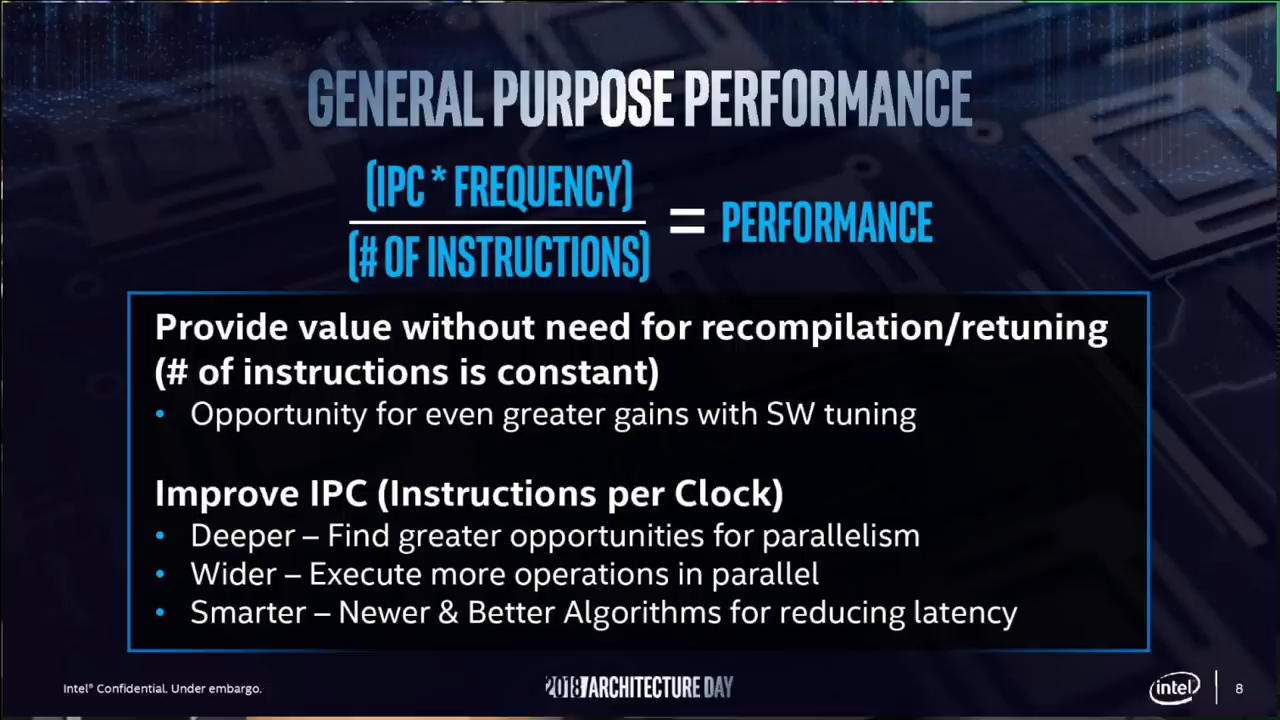 GENERAL PURPOSE PERFORMANCE
(IPC * FREQUENCY)
(# OF INSTRUCTIONS)
= PERFORMANCE
Provide value without need for recompilation/retuning
(# of instructions is constant)
• Opportunity for even greater gains with SW tuning
Improve IPC (Instructions per Clock)
• Deeper – Find greater opportunities for parallelism
• Wider – Execute more operations in parallel
• Smarter – Newer & Better Algorithms for reducing latency
Intel® Confidential. Under embargo.
2018 ARCHITECTURE DAY
intel
8